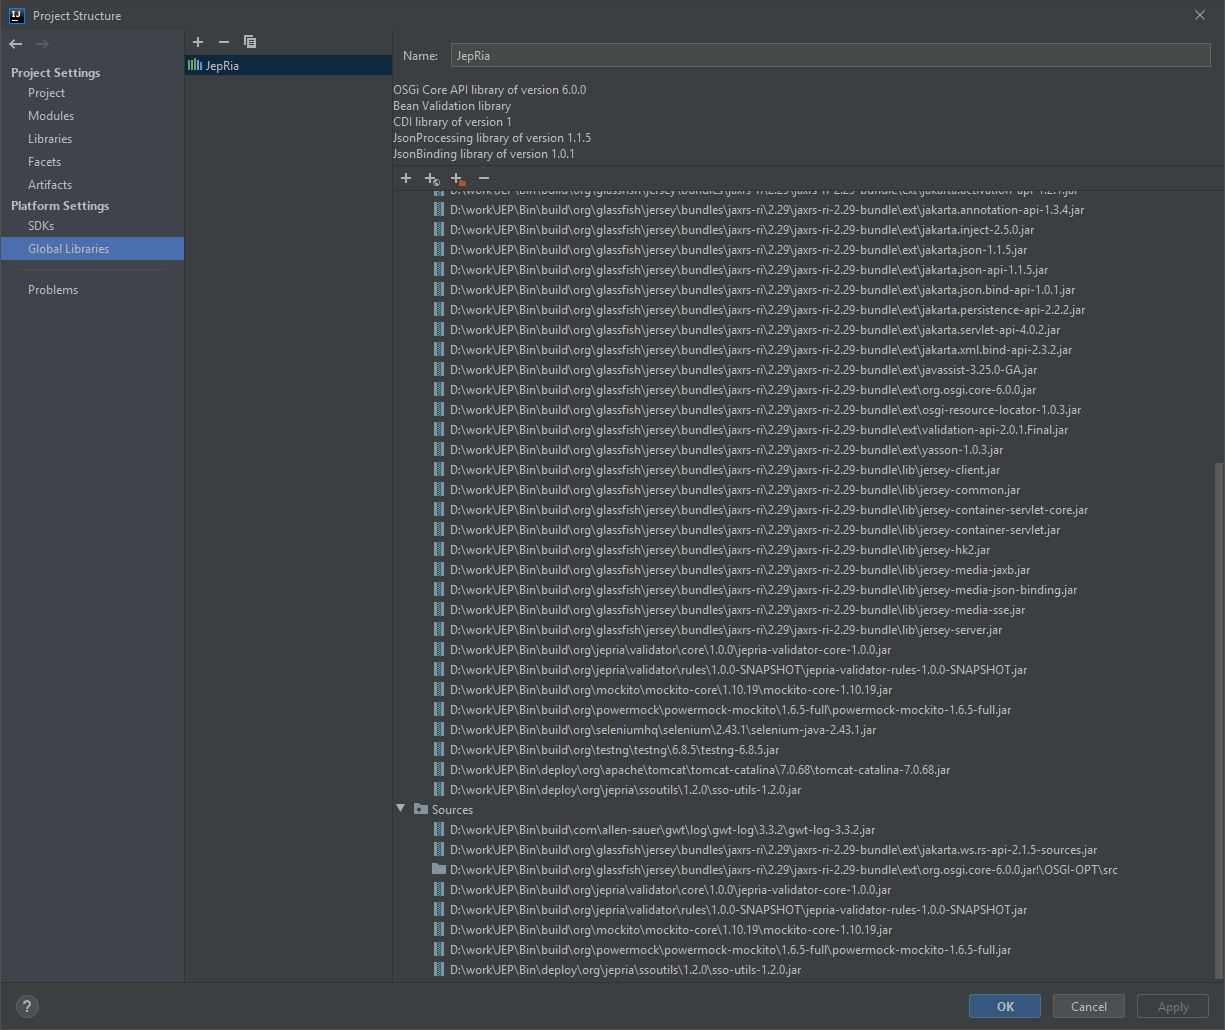 Project Structure
Project Settings
Project
Modules
Libraries
Facets
Artifacts
Platform Settings
SDKs
Global Libraries
Problems
JepRia
Name: JepRia
OSGi Core API library of version 6.0.0
Bean Validation library
CDI library of version 1
JsonProcessing library of version 1.1.5
JsonBinding library of version 1.0.1
D:\work\JEP\Bin\build\org\glassfish\jersey\bundles\jaxrs-ri\2.29\jaxrs-ri-2.29-bundle\ext\jakarta.activation-api-1.2.1.jar
D:\work\JEP\Bin\build\org\glassfish\jersey\bundles\jaxrs-ri\2.29\jaxrs-ri-2.29-bundle\ext\jakarta.annotation-api-1.3.4.jar
D:\work\JEP\Bin\build\org\glassfish\jersey\bundles\jaxrs-ri\2.29\jaxrs-ri-2.29-bundle\ext\jakarta.inject-2.5.0.jar
D:\work\JEP\Bin\build\org\glassfish\jersey\bundles\jaxrs-ri\2.29\jaxrs-ri-2.29-bundle\ext\jakarta.json-1.1.5.jar
D:\work\JEP\Bin\build\org\glassfish\jersey\bundles\jaxrs-ri\2.29\jaxrs-ri-2.29-bundle\ext\jakarta.json-api-1.1.5.jar
D:\work\JEP\Bin\build\org\glassfish\jersey\bundles\jaxrs-ri\2.29\jaxrs-ri-2.29-bundle\ext\jakarta.json.bind-api-1.0.1.jar
D:\work\JEP\Bin\build\org\glassfish\jersey\bundles\jaxrs-ri\2.29\jaxrs-ri-2.29-bundle\ext\jakarta.persistence-api-2.2.2.jar
D:\work\JEP\Bin\build\org\glassfish\jersey\bundles\jaxrs-ri\2.29\jaxrs-ri-2.29-bundle\ext\jakarta.servlet-api-4.0.2.jar
D:\work\JEP\Bin\build\org\glassfish\jersey\bundles\jaxrs-ri\2.29\jaxrs-ri-2.29-bundle\ext\jakarta.xml.bind-api-2.3.2.jar
D:\work\JEP\Bin\build\org\glassfish\jersey\bundles\jaxrs-ri\2.29\jaxrs-ri-2.29-bundle\ext\javassist-3.25.0-GA.jar
D:\work\JEP\Bin\build\org\glassfish\jersey\bundles\jaxrs-ri\2.29\jaxrs-ri-2.29-bundle\ext\org.osgi.core-6.0.0.jar
D:\work\JEP\Bin\build\org\glassfish\jersey\bundles\jaxrs-ri\2.29\jaxrs-ri-2.29-bundle\ext\osgi-resource-locator-1.0.3.jar
D:\work\JEP\Bin\build\org\glassfish\jersey\bundles\jaxrs-ri\2.29\jaxrs-ri-2.29-bundle\ext\validation-api-2.0.1.Final.jar
D:\work\JEP\Bin\build\org\glassfish\jersey\bundles\jaxrs-ri\2.29\jaxrs-ri-2.29-bundle\ext\yasson-1.0.3.jar
D:\work\JEP\Bin\build\org\glassfish\jersey\bundles\jaxrs-ri\2.29\jaxrs-ri-2.29-bundle\lib\jersey-client.jar
D:\work\JEP\Bin\build\org\glassfish\jersey\bundles\jaxrs-ri\2.29\jaxrs-ri-2.29-bundle\lib\jersey-common.jar
D:\work\JEP\Bin\build\org\glassfish\jersey\bundles\jaxrs-ri\2.29\jaxrs-ri-2.29-bundle\lib\jersey-container-servlet-core.jar
D:\work\JEP\Bin\build\org\glassfish\jersey\bundles\jaxrs-ri\2.29\jaxrs-ri-2.29-bundle\lib\jersey-container-servlet.jar
D:\work\JEP\Bin\build\org\glassfish\jersey\bundles\jaxrs-ri\2.29\jaxrs-ri-2.29-bundle\lib\jersey-hk2.jar
D:\work\JEP\Bin\build\org\glassfish\jersey\bundles\jaxrs-ri\2.29\jaxrs-ri-2.29-bundle\lib\jersey-media-jaxb.jar
D:\work\JEP\Bin\build\org\glassfish\jersey\bundles\jaxrs-ri\2.29\jaxrs-ri-2.29-bundle\lib\jersey-media-json-binding.jar
D:\work\JEP\Bin\build\org\glassfish\jersey\bundles\jaxrs-ri\2.29\jaxrs-ri-2.29-bundle\lib\jersey-media-sse.jar
D:\work\JEP\Bin\build\org\glassfish\jersey\bundles\jaxrs-ri\2.29\jaxrs-ri-2.29-bundle\lib\jersey-server.jar
D:\work\JEP\Bin\build\org\jepria\validator\core\1.0.0\jepria-validator-core-1.0.0.jar
D:\work\JEP\Bin\build\org\jepria\validator\rules\1.0.0-SNAPSHOT\jepria-validator-rules-1.0.0-SNAPSHOT.jar
D:\work\JEP\Bin\build\org\mockito\mockito-core\1.10.19\mockito-core-1.10.19.jar
D:\work\JEP\Bin\build\org\powermock\powermock-mockito\1.6.5-full\powermock-mockito-1.6.5-full.jar
D:\work\JEP\Bin\build\org\seleniumhq\selenium\2.43.1\selenium-java-2.43.1.jar
D:\work\JEP\Bin\build\org\testng\testng\6.8.5\testng-6.8.5.jar
D:\work\JEP\Bin\deploy\org\apache\tomcat\tomcat-catalina\7.0.68\tomcat-catalina-7.0.68.jar
D:\work\JEP\Bin\deploy\org\jepria\ssoutils\1.2.0\sso-utils-1.2.0.jar
Sources
D:\work\JEP\Bin\build\com\allen-sauer\gwt\log\gwt-log\3.3.2\gwt-log-3.3.2.jar
D:\work\JEP\Bin\build\org\glassfish\jersey\bundles\jaxrs-ri\2.29\jaxrs-ri-2.29-bundle\ext\jakarta.ws.rs-api-2.1.5-sources.jar
D:\work\JEP\Bin\build\org\glassfish\jersey\bundles\jaxrs-ri\2.29\jaxrs-ri-2.29-bundle\ext\org.osgi.core-6.0.0.jar!\OSGI-OPT\src
D:\work\JEP\Bin\build\org\jepria\validator\core\1.0.0\jepria-validator-core-1.0.0.jar
D:\work\JEP\Bin\build\org\jepria\validator\rules\1.0.0-SNAPSHOT\jepria-validator-rules-1.0.0-SNAPSHOT.jar
D:\work\JEP\Bin\build\org\mockito\mockito-core\1.10.19\mockito-core-1.10.19.jar
D:\work\JEP\Bin\build\org\powermock\powermock-mockito\1.6.5-full\powermock-mockito-1.6.5-full.jar
D:\work\JEP\Bin\deploy\org\jepria\ssoutils\1.2.0\sso-utils-1.2.0.jar
? OK Cancel Apply